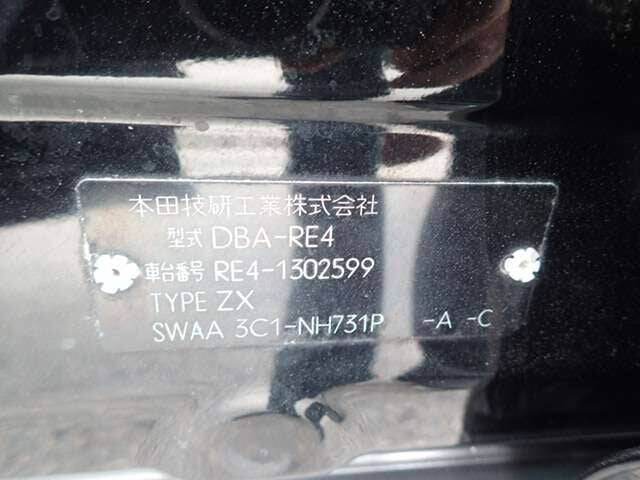 本田技研工業株式会社
型式 DBA-RE4
車台番号 RE4-1302599
TYPE ZX
SWAA 3C1-NH731P -A -C